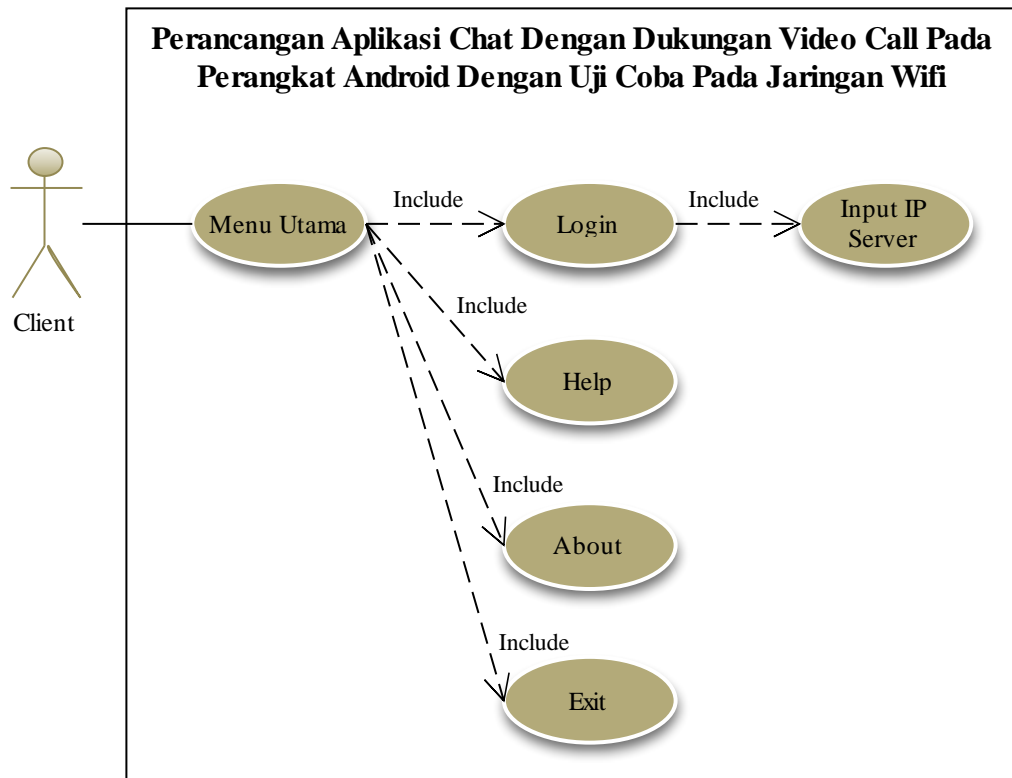 Perancangan Aplikasi Chat Dengan Dukungan Video Call Pada
Perangkat Android Dengan Uji Coba Pada Jaringan Wifi
Client
Menu Utama
Include
Login
Include
Input IP
Server
Include
Help
Include
About
Include
Exit